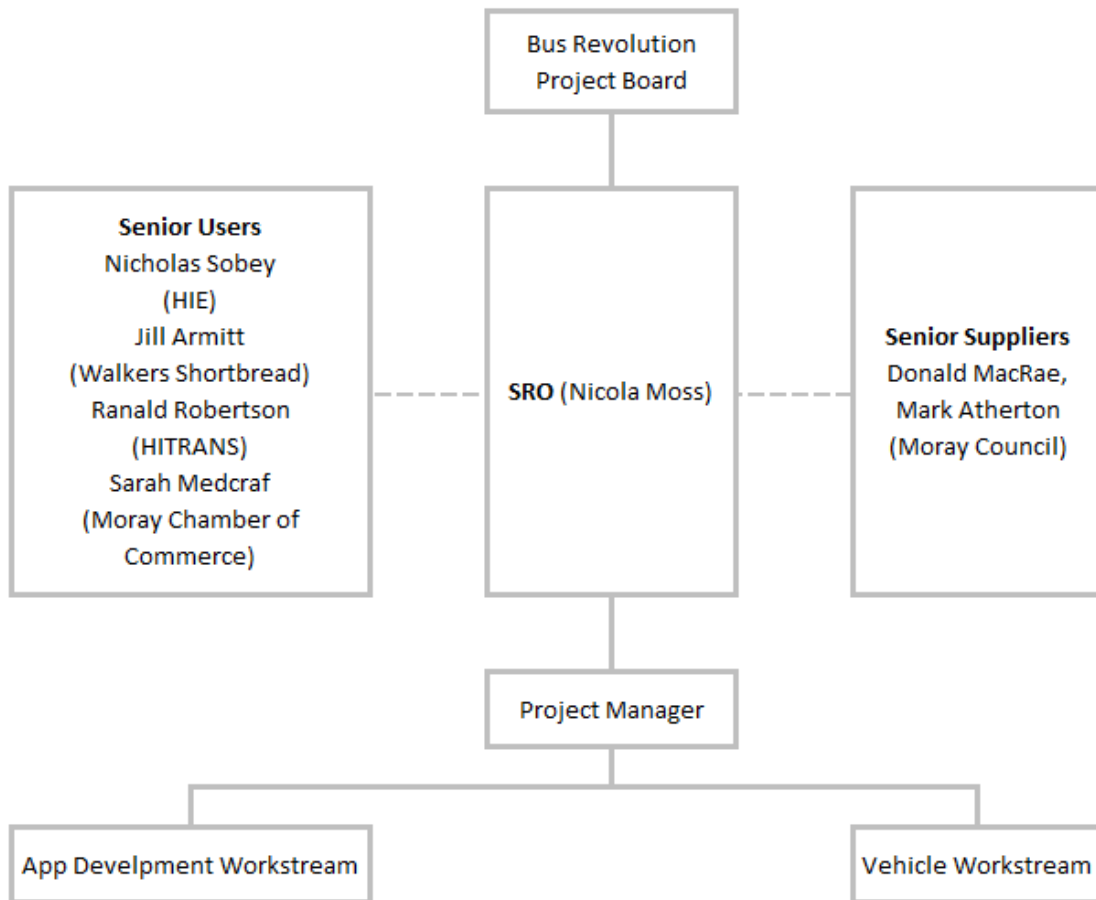 Bus Revolution
Project Board
Senior Users
Nicholas Sobey
(HIE)
Jill Armitt
(Walkers Shortbread)
Ranald Robertson
(HITRANS)
Sarah Medcraf
(Moray Chamber of
Commerce)
SRO (Nicola Moss)
Senior Suppliers
Donald MacRae,
Mark Atherton
(Moray Council)
Project Manager
App Develpment Workstream
Vehicle Workstream